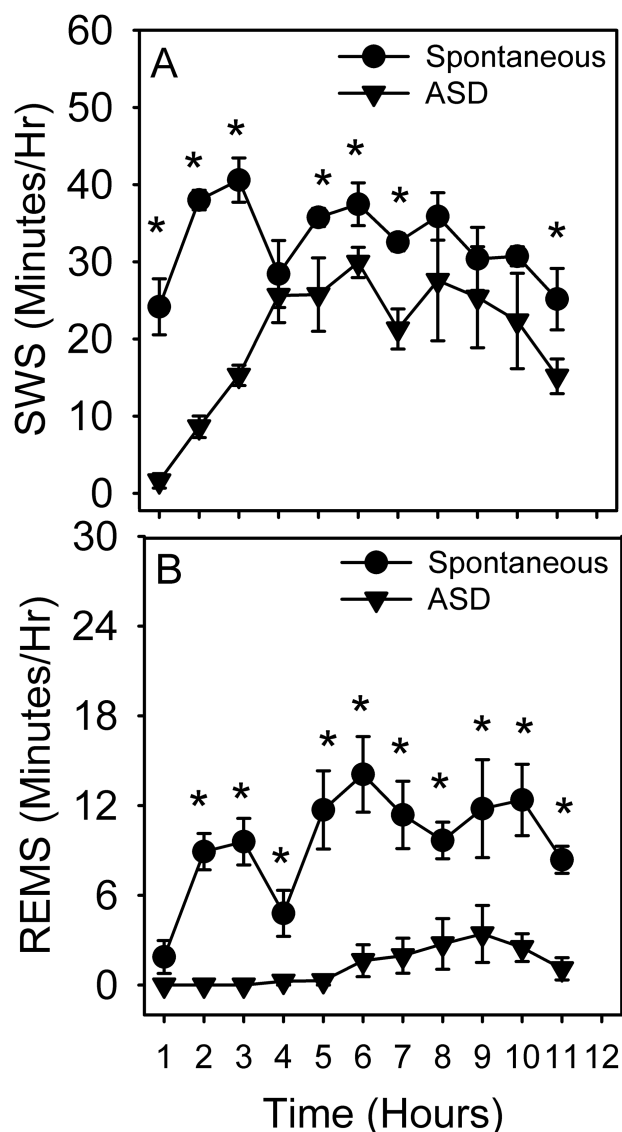 A
Spontaneous
ASD
SWS (Minutes/Hr)
60
50
40
30
20
10
0
* * * * * * *
B
Spontaneous
ASD
REMS (Minutes/Hr)
30
24
18
12
6
0
* * * * * * * * * *
1 2 3 4 5 6 7 8 9 10 11 12
Time (Hours)